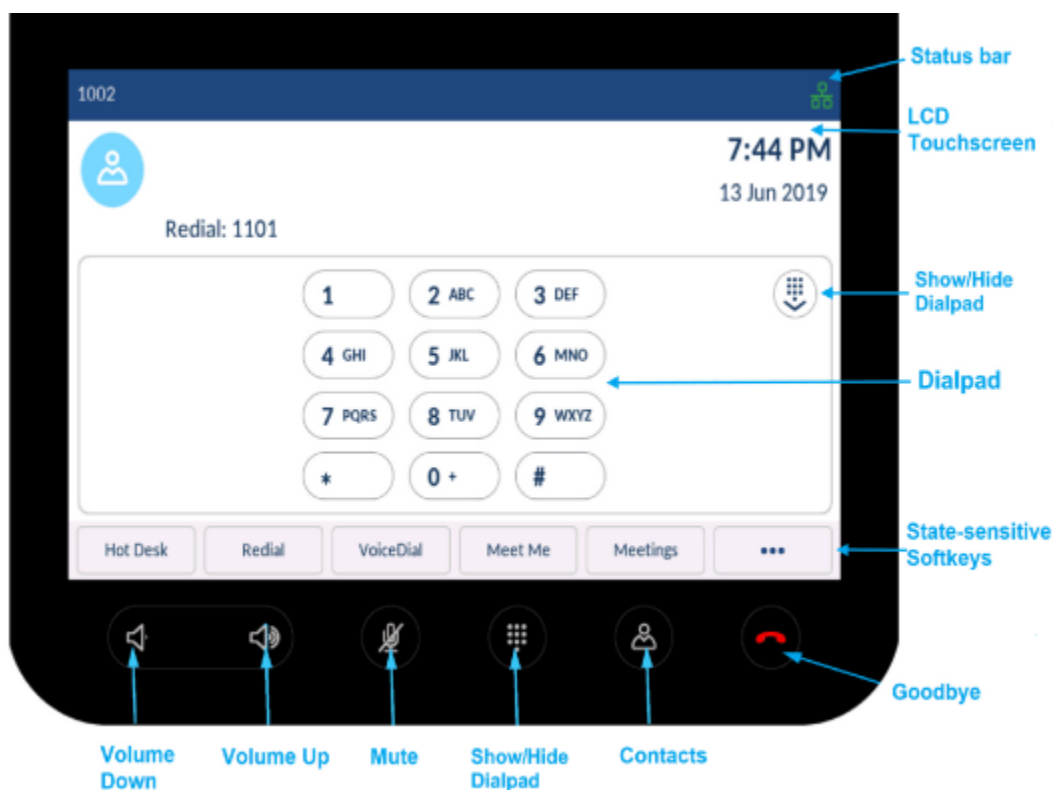 Status bar
1002
LCD
Touchscreen
7:44 PM
13 Jun 2019
Redial: 1101
Show/Hide
Dialpad
1
2 ABC
3 DEF
4 GHI
5 JKL
6 MNO
Dialpad
7 PQRS
8 TUV
9 WXYZ
*
0 +
#
State-sensitive
Softkeys
Hot Desk
Redial
VoiceDial
Meet Me
Meetings
•••
Goodbye
Volume
Down
Volume Up
Mute
Show/Hide
Dialpad
Contacts